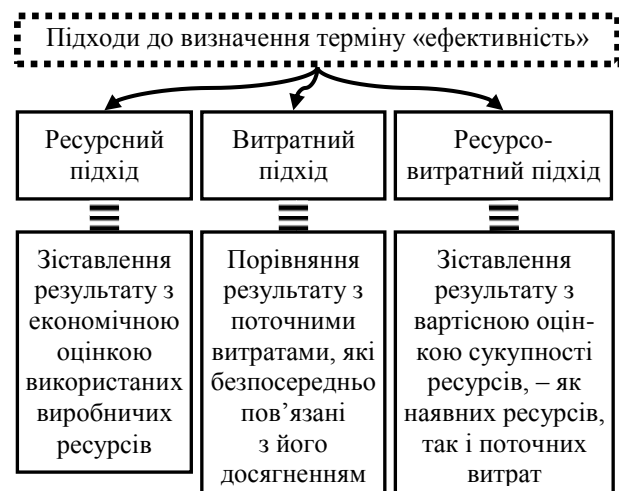 Підходи до визначення терміну «ефективність»
Ресурсний
підхід
Витратний
підхід
Ресурсо-
витратний підхід
Зіставлення
результату з
економічною
оцінкою
використаних
виробничих
ресурсів
Порівняння
результату з
поточними
витратами, які
безпосередньо
пов’язані
з його
досягненням
Зіставлення
результату з
вартісною оцін-
кою сукупності
ресурсів, – як
наявних ресурсів,
так і поточних
витрат